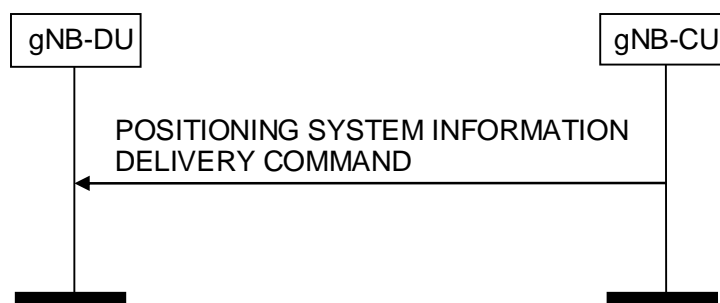 gNB-DU
gNB-CU
POSITIONING SYSTEM INFORMATION
DELIVERY COMMAND